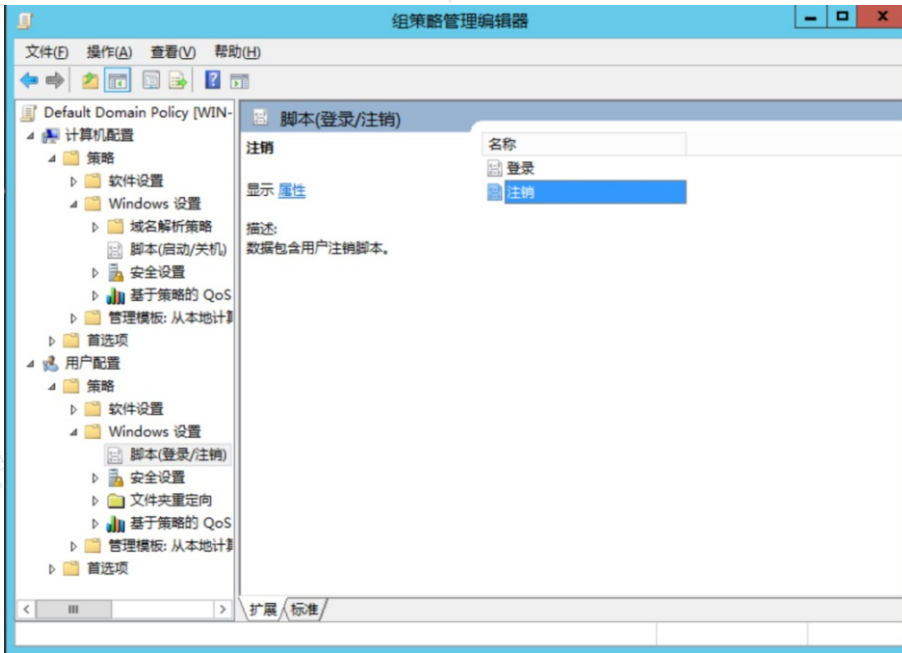 组策略管理编辑器
文件(F) 操作(A) 查看(V) 帮助(H)
Default Domain Policy [WIN-
计算机配置
策略
软件设置
Windows 设置
域名解析策略
脚本(启动/关机)
安全设置
基于策略的 QoS
管理模板: 从本地计算
首选项
用户配置
策略
软件设置
Windows 设置
脚本(登录/注销)
安全设置
文件夹重定向
基于策略的 QoS
管理模板: 从本地计算
首选项
脚本(登录/注销)
注销
显示 属性
描述:
数据包含用户注销脚本。
名称
登录
注销
扩展 标准